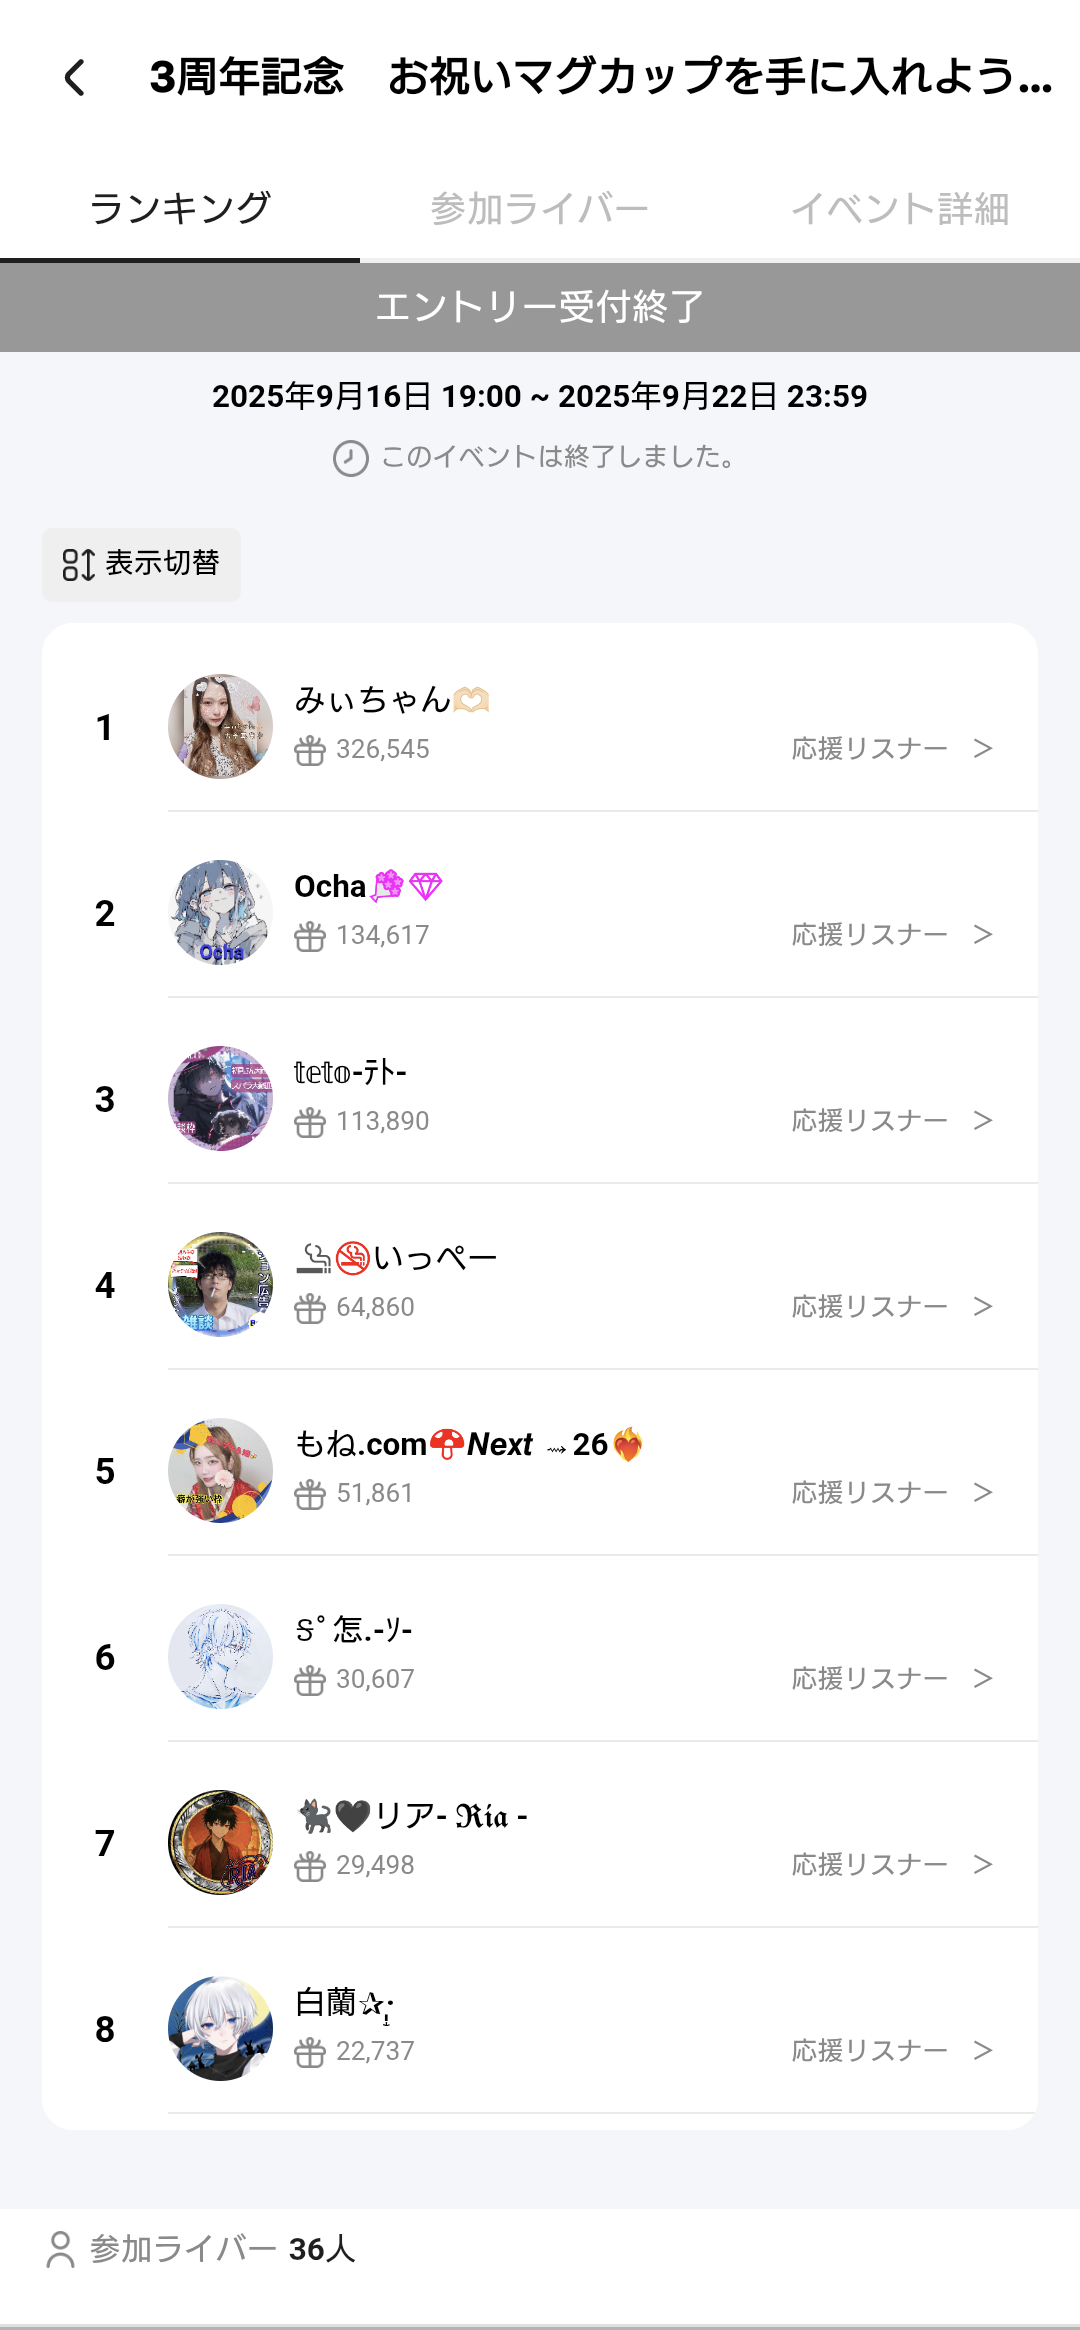 3周年記念　お祝いマグカップを手に入れよう...
ランキング
参加ライバー
イベント詳細
エントリー受付終了
2025年9月16日 19:00 ~ 2025年9月22日 23:59
このイベントは終了しました。
表示切替
1
みぃちゃん🫶🏻
326,545
応援リスナー >
2
Ocha💎
Ocha
134,617
応援リスナー >
3
𝕥𝕖𝕥𝕠-ﾃﾄ-
113,890
応援リスナー >
4
🚬🚭いっぺー
雑談
64,860
応援リスナー >
5
もね.com🍄Next ⇝26❤️‍🔥
癖が強い枠
51,861
応援リスナー >
6
𝕊ﾟ怎.-ｿ-
30,607
応援リスナー >
7
🐈‍⬛🖤リア- 𝕽𝖎𝖆 -
RIA
29,498
応援リスナー >
8
白蘭✰
22,737
応援リスナー >
参加ライバー 36人